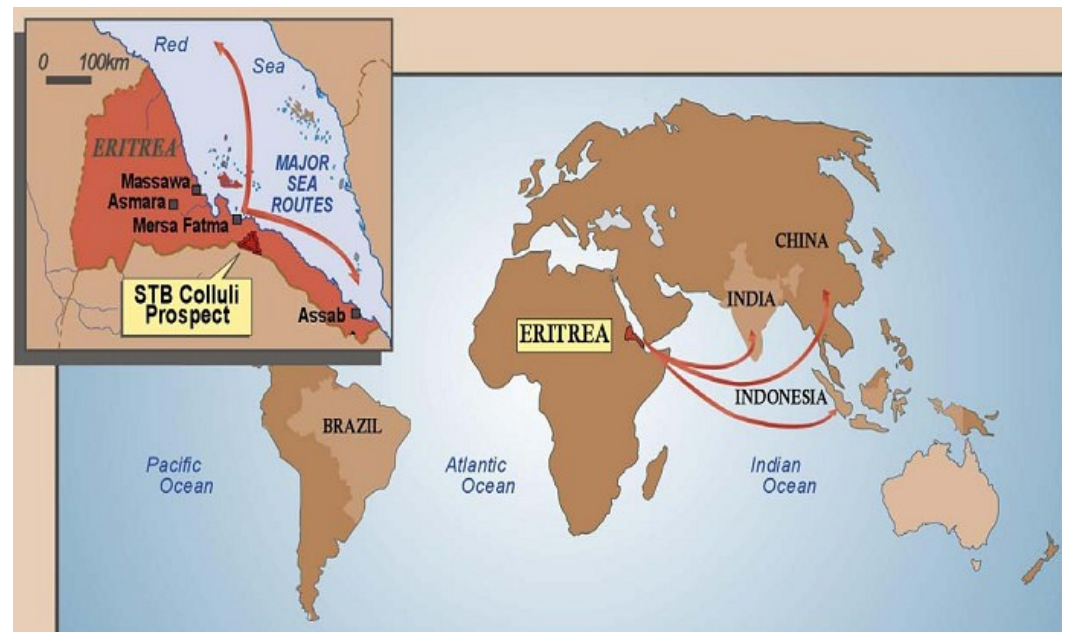 Red
Sea
0 100km
ERITREA
MAJOR
SEA
ROUTES
Massawa
Asmara
Mersa Fatma
STB Colluli
Prospect
Assab
CHINA
INDIA
ERITREA
INDONESIA
BRAZIL
Pacific
Ocean
Atlantic
Ocean
Indian
Ocean